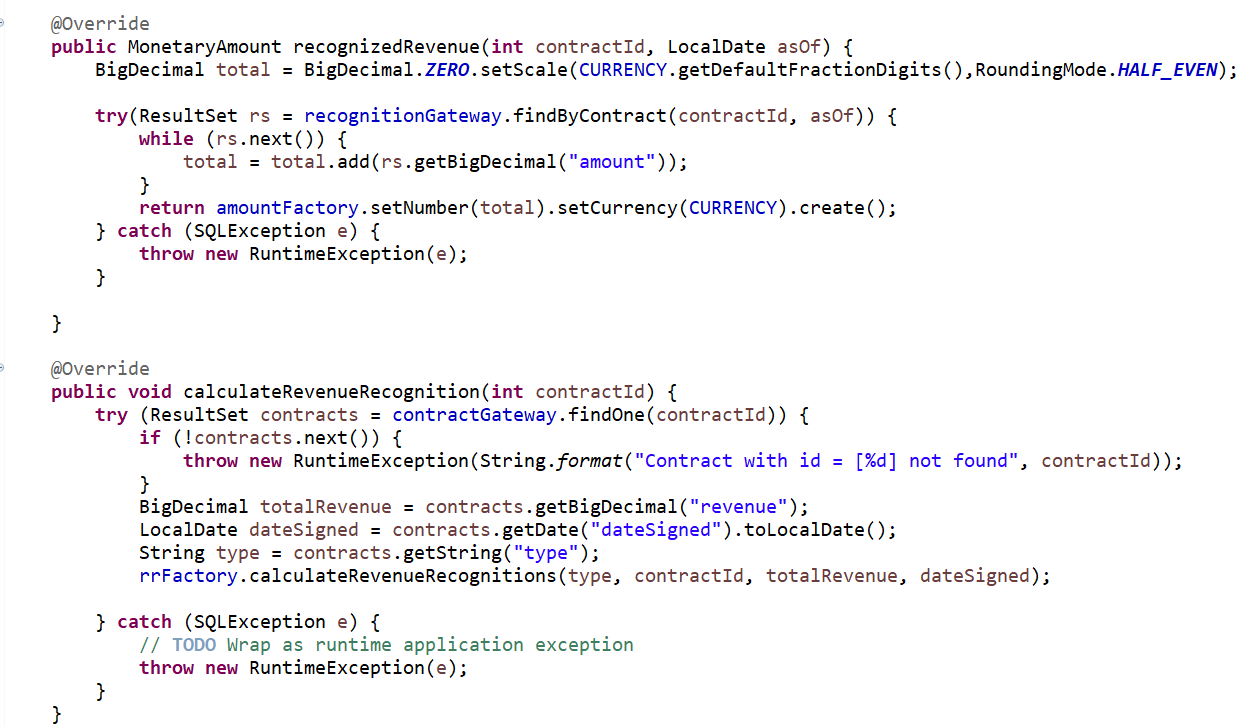 @Override
public MonetaryAmount recognizedRevenue(int contractId, LocalDate asOf) {
    BigDecimal total = BigDecimal.ZERO.setScale(CURRENCY.getDefaultFractionDigits(),RoundingMode.HALF_EVEN);

    try(ResultSet rs = recognitionGateway.findByContract(contractId, asOf)) {
        while (rs.next()) {
            total = total.add(rs.getBigDecimal("amount"));
        }
        return amountFactory.setNumber(total).setCurrency(CURRENCY).create();
    } catch (SQLException e) {
        throw new RuntimeException(e);
    }

}

@Override
public void calculateRevenueRecognition(int contractId) {
    try (ResultSet contracts = contractGateway.findOne(contractId)) {
        if (!contracts.next()) {
            throw new RuntimeException(String.format("Contract with id = [%d] not found", contractId));
        }
        BigDecimal totalRevenue = contracts.getBigDecimal("revenue");
        LocalDate dateSigned = contracts.getDate("dateSigned").toLocalDate();
        String type = contracts.getString("type");
        rrFactory.calculateRevenueRecognitions(type, contractId, totalRevenue, dateSigned);

    } catch (SQLException e) {
        // TODO Wrap as runtime application exception
        throw new RuntimeException(e);
    }
}